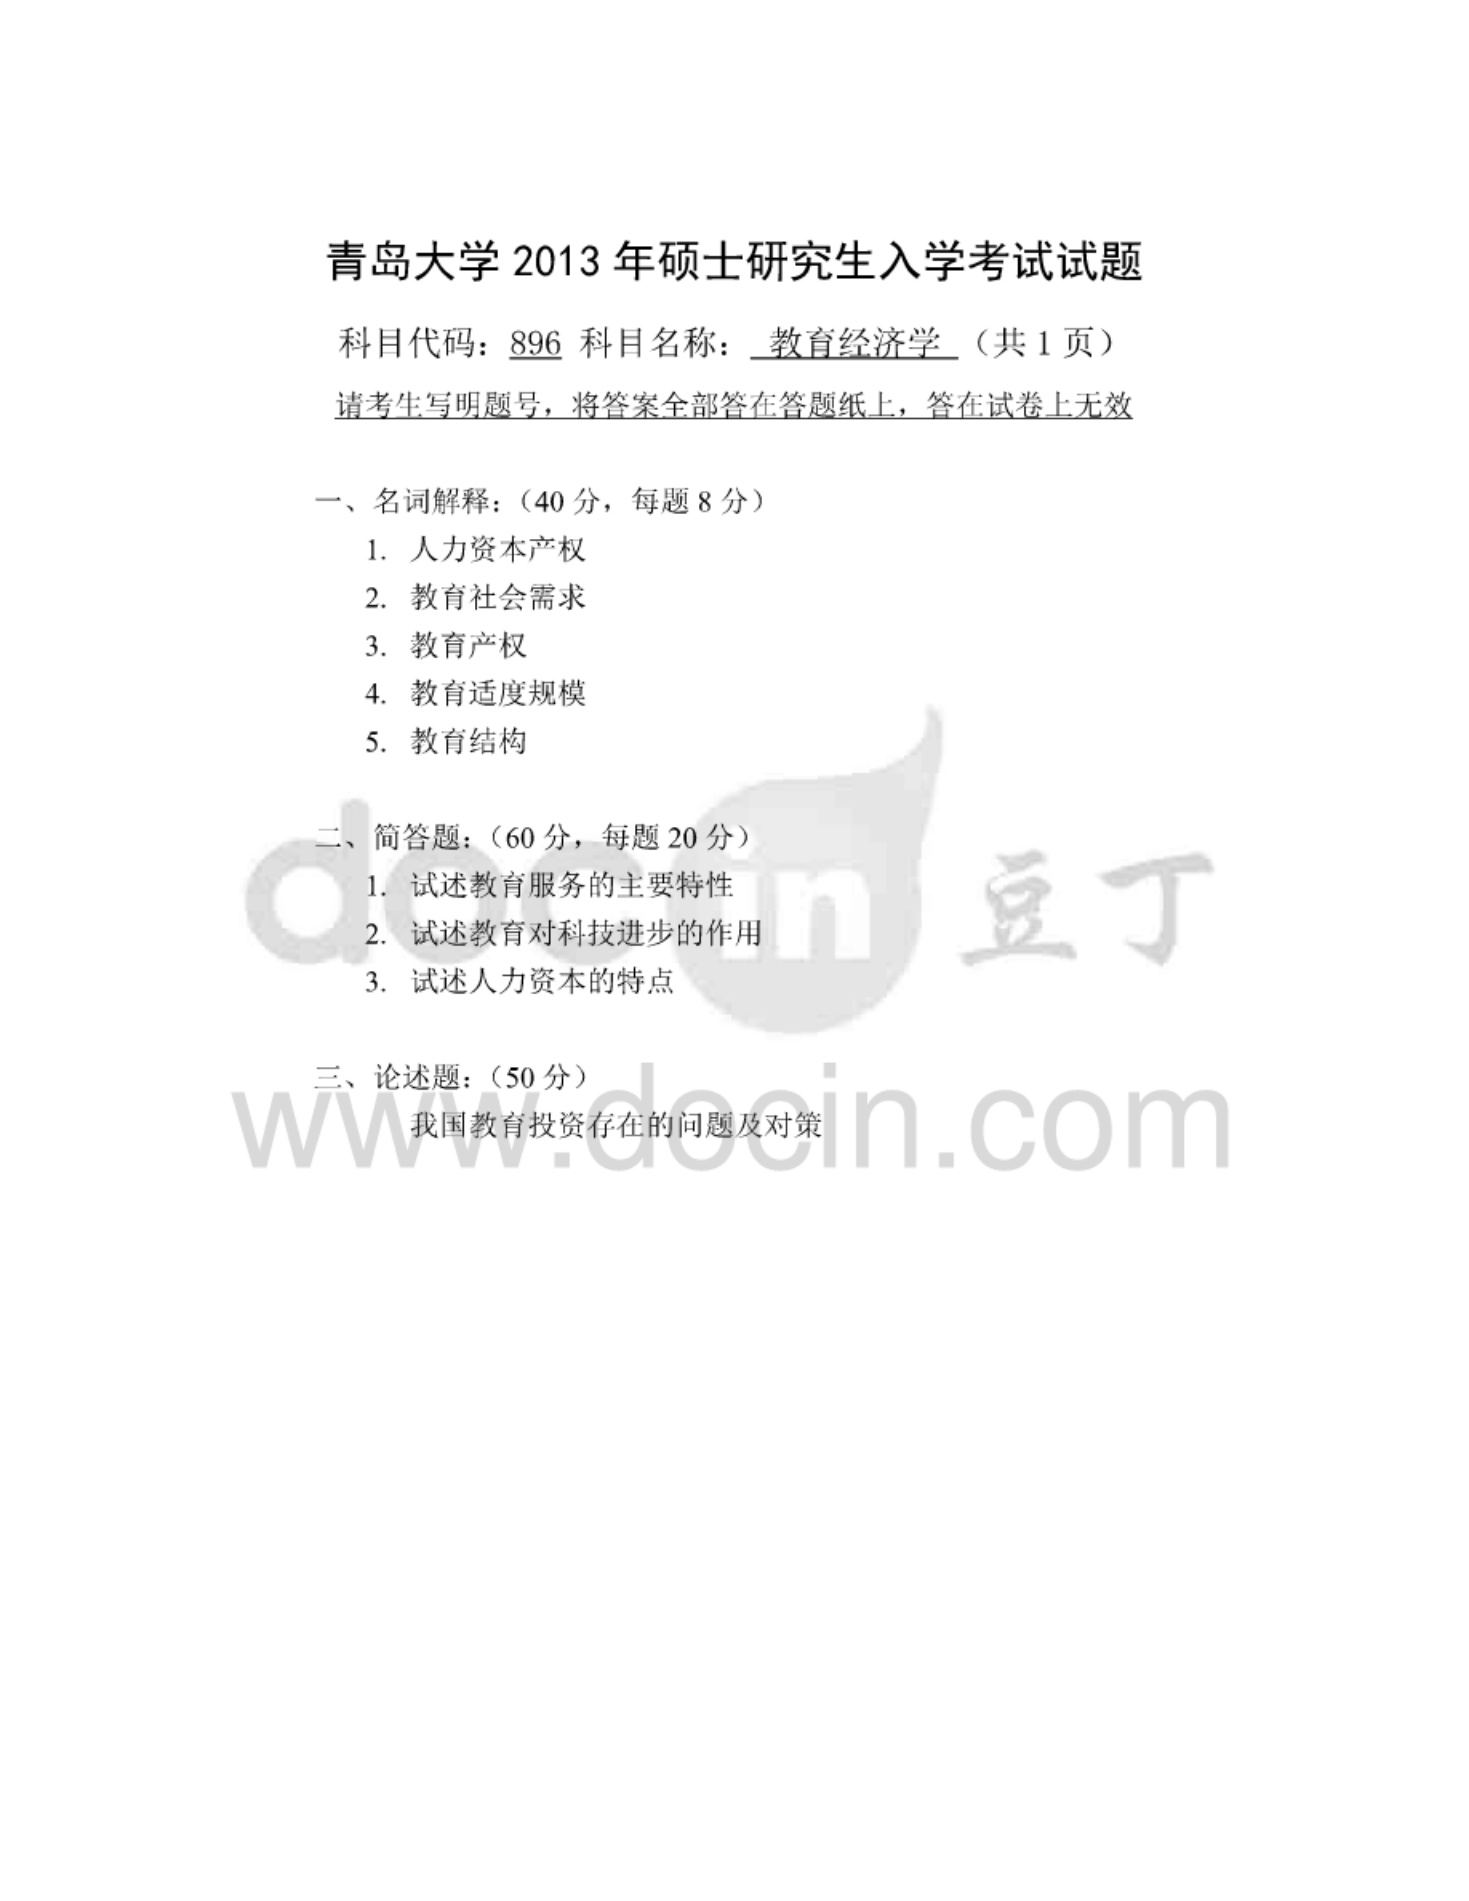 青岛大学 2013 年硕士研究生入学考试试题
科目代码：896 科目名称： 教育经济学 （共 1 页）
请考生写明题号，将答案全部答在答题纸上，答在试卷上无效
一、名词解释：（40 分，每题 8 分）
1. 人力资本产权
2. 教育社会需求
3. 教育产权
4. 教育适度规模
5. 教育结构
二、简答题：（60 分，每题 20 分）
1. 试述教育服务的主要特性
2. 试述教育对科技进步的作用
3. 试述人力资本的特点
docin 豆丁
三、论述题：（50 分）
我国教育投资存在的问题及对策
www.docin.com